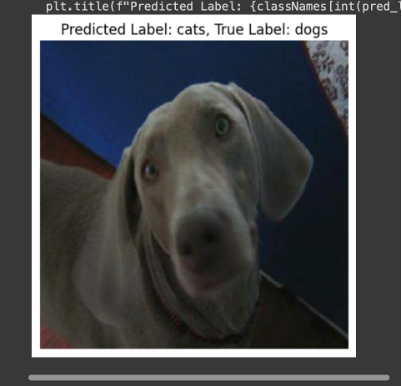 plt.title(f"Predicted Label: {classNames[int(pred_
Predicted Label: cats, True Label: dogs